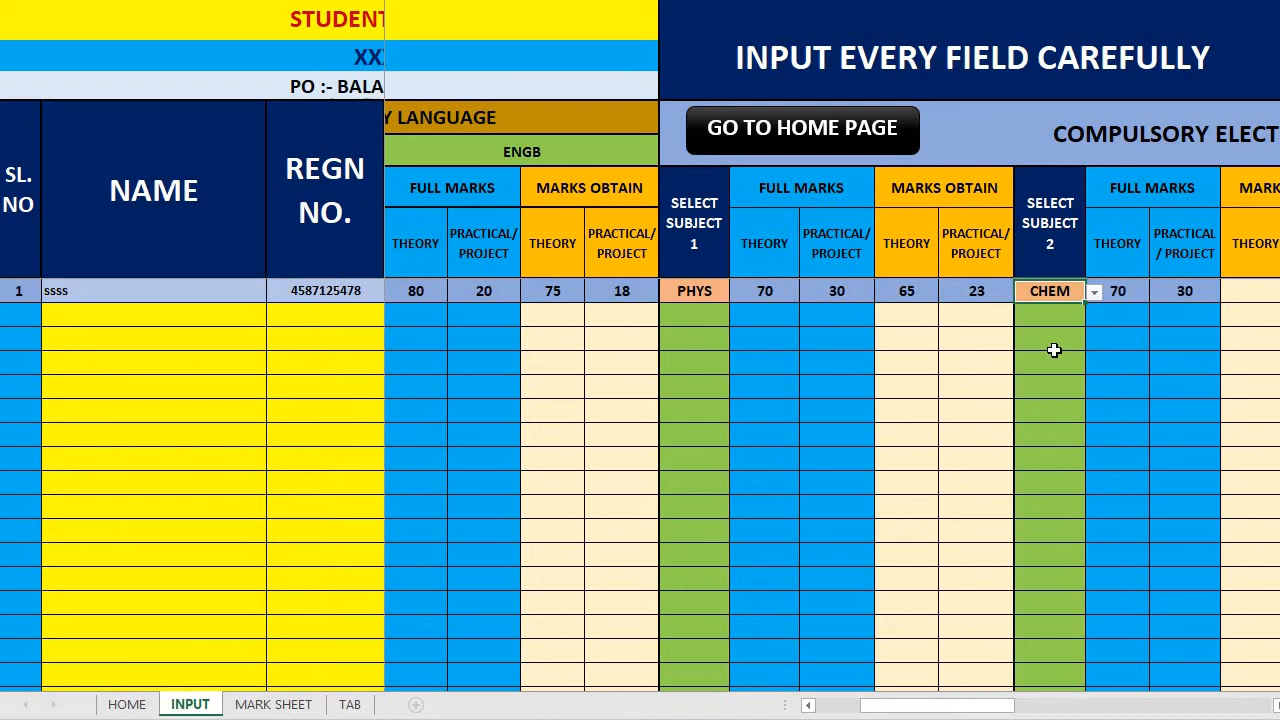 STUDENT
XX
PO :- BALA
INPUT EVERY FIELD CAREFULLY
Y LANGUAGE
GO TO HOME PAGE
COMPULSORY ELECT
ENGB
SL. NO
NAME
REGN NO.
FULL MARKS
MARKS OBTAIN
SELECT SUBJECT 1
FULL MARKS
MARKS OBTAIN
SELECT SUBJECT 2
FULL MARKS
MARK
THEORY
PRACTICAL/ PROJECT
THEORY
PRACTICAL/ PROJECT
THEORY
PRACTICAL/ PROJECT
THEORY
PRACTICAL/ PROJECT
THEORY
PRACTICAL / PROJECT
THEORY
1 ssss 4587125478 80 20 75 18 PHYS 70 30 65 23 CHEM 70 30
HOME INPUT MARK SHEET TAB